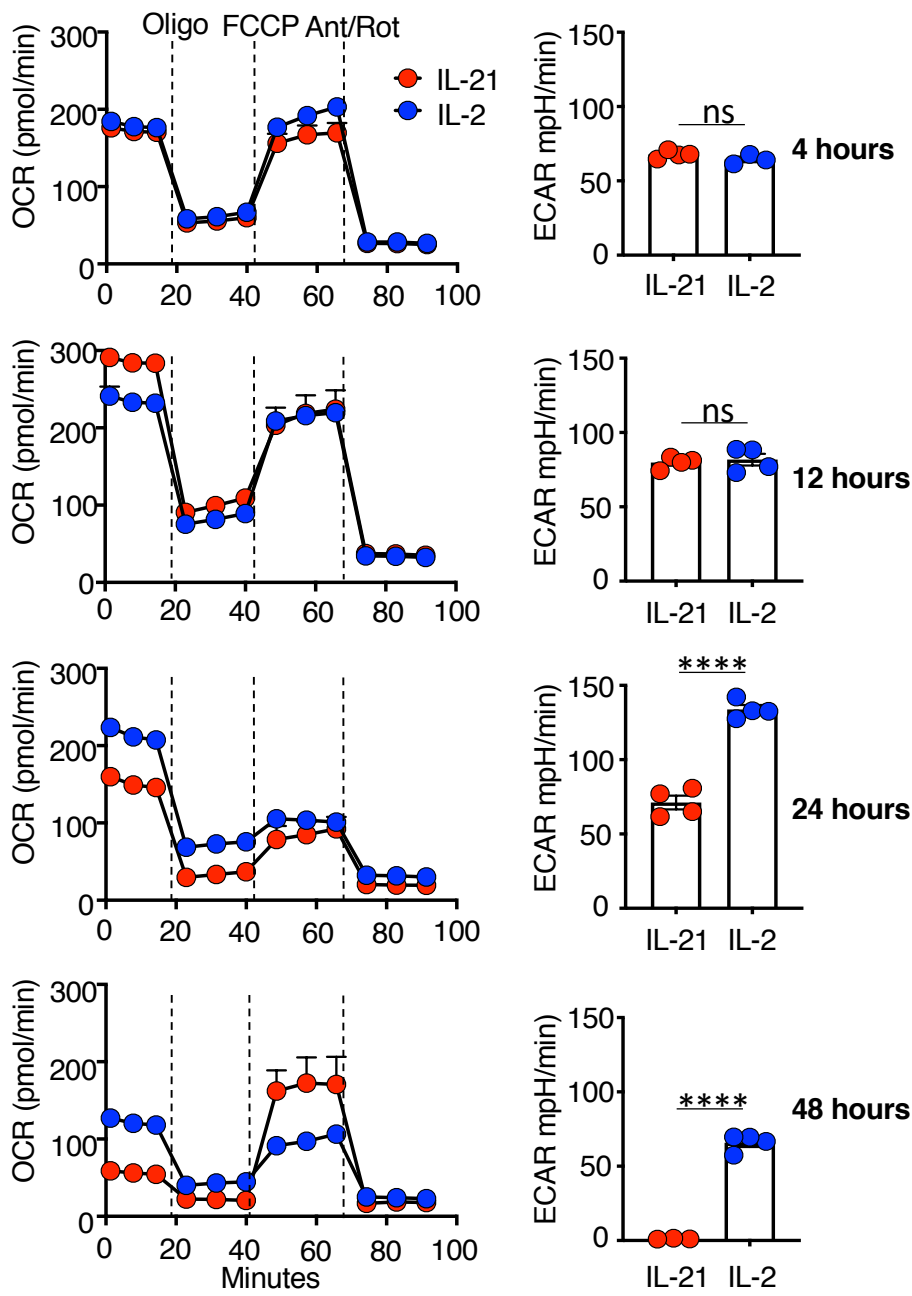 Oligo FCCP Ant/Rot
OCR (pmol/min)
300
200
100
0
0 20 40 60 80 100
IL-21
IL-2
ECAR mpH/min)
150
100
50
0
ns
IL-21 IL-2
4 hours
OCR (pmol/min)
300
200
100
0
0 20 40 60 80 100
ECAR mpH/min)
150
100
50
0
ns
IL-21 IL-2
12 hours
OCR (pmol/min)
300
200
100
0
0 20 40 60 80 100
ECAR mpH/min)
150
100
50
0
****
IL-21 IL-2
24 hours
OCR (pmol/min)
300
200
100
0
0 20 40 60 80 100
Minutes
ECAR mpH/min)
150
100
50
0
****
IL-21 IL-2
48 hours